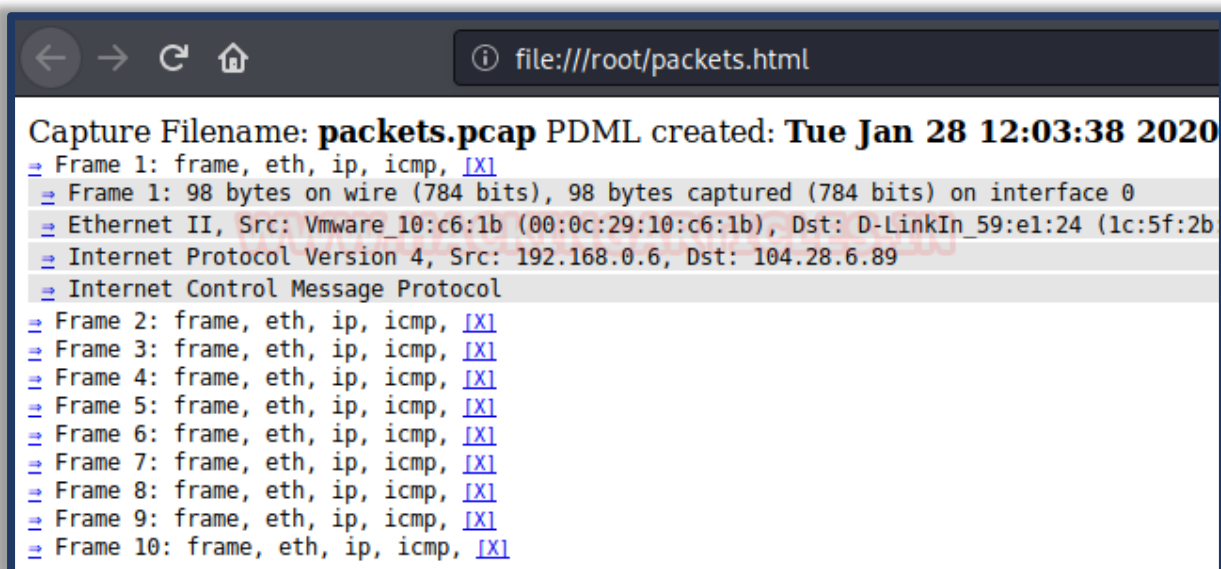 file:///root/packets.html
Capture Filename: packets.pcap PDML created: Tue Jan 28 12:03:38 2020
⇒ Frame 1: frame, eth, ip, icmp, [X]
⇒ Frame 1: 98 bytes on wire (784 bits), 98 bytes captured (784 bits) on interface 0
⇒ Ethernet II, Src: Vmware_10:c6:1b (00:0c:29:10:c6:1b), Dst: D-LinkIn_59:e1:24 (1c:5f:2b:
WWW.HACKINGARTICLES.IN
⇒ Internet Protocol Version 4, Src: 192.168.0.6, Dst: 104.28.6.89
⇒ Internet Control Message Protocol
⇒ Frame 2: frame, eth, ip, icmp, [X]
⇒ Frame 3: frame, eth, ip, icmp, [X]
⇒ Frame 4: frame, eth, ip, icmp, [X]
⇒ Frame 5: frame, eth, ip, icmp, [X]
⇒ Frame 6: frame, eth, ip, icmp, [X]
⇒ Frame 7: frame, eth, ip, icmp, [X]
⇒ Frame 8: frame, eth, ip, icmp, [X]
⇒ Frame 9: frame, eth, ip, icmp, [X]
⇒ Frame 10: frame, eth, ip, icmp, [X]